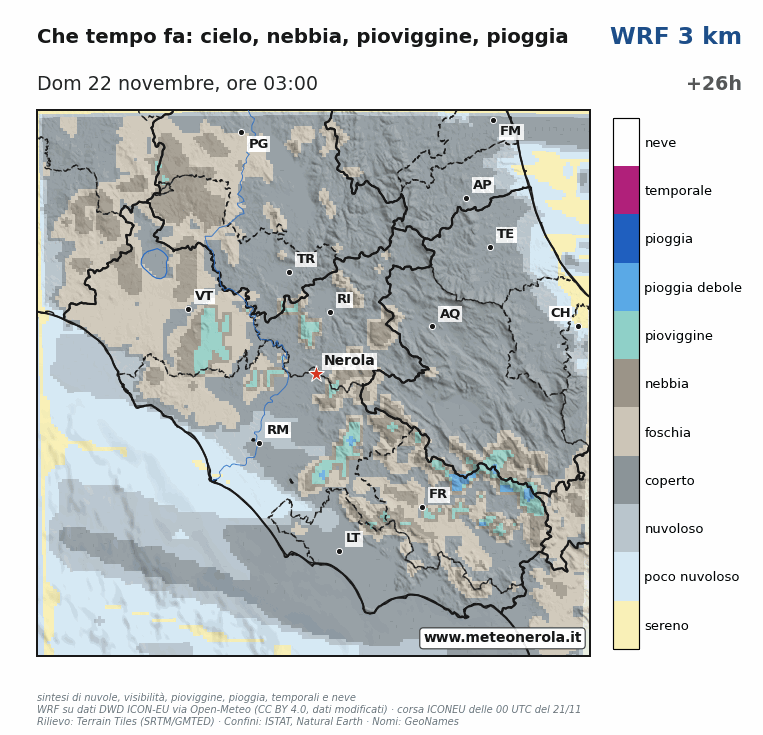 Che tempo fa: cielo, nebbia, pioviggine, pioggia
WRF 3 km
Dom 22 novembre, ore 03:00
+26h
FM
PG
AP
TE
TR
VT
RI
AQ
CH
Nerola
RM
FR
LT
www.meteonerola.it
neve
temporale
pioggia
pioggia debole
pioviggine
nebbia
foschia
coperto
nuvoloso
poco nuvoloso
sereno
sintesi di nuvole, visibilità, pioviggine, pioggia, temporali e neve
WRF su dati DWD ICON-EU via Open-Meteo (CC BY 4.0, dati modificati) · corsa ICONEU delle 00 UTC del 21/11
Rilievo: Terrain Tiles (SRTM/GMTED) · Confini: ISTAT, Natural Earth · Nomi: GeoNames